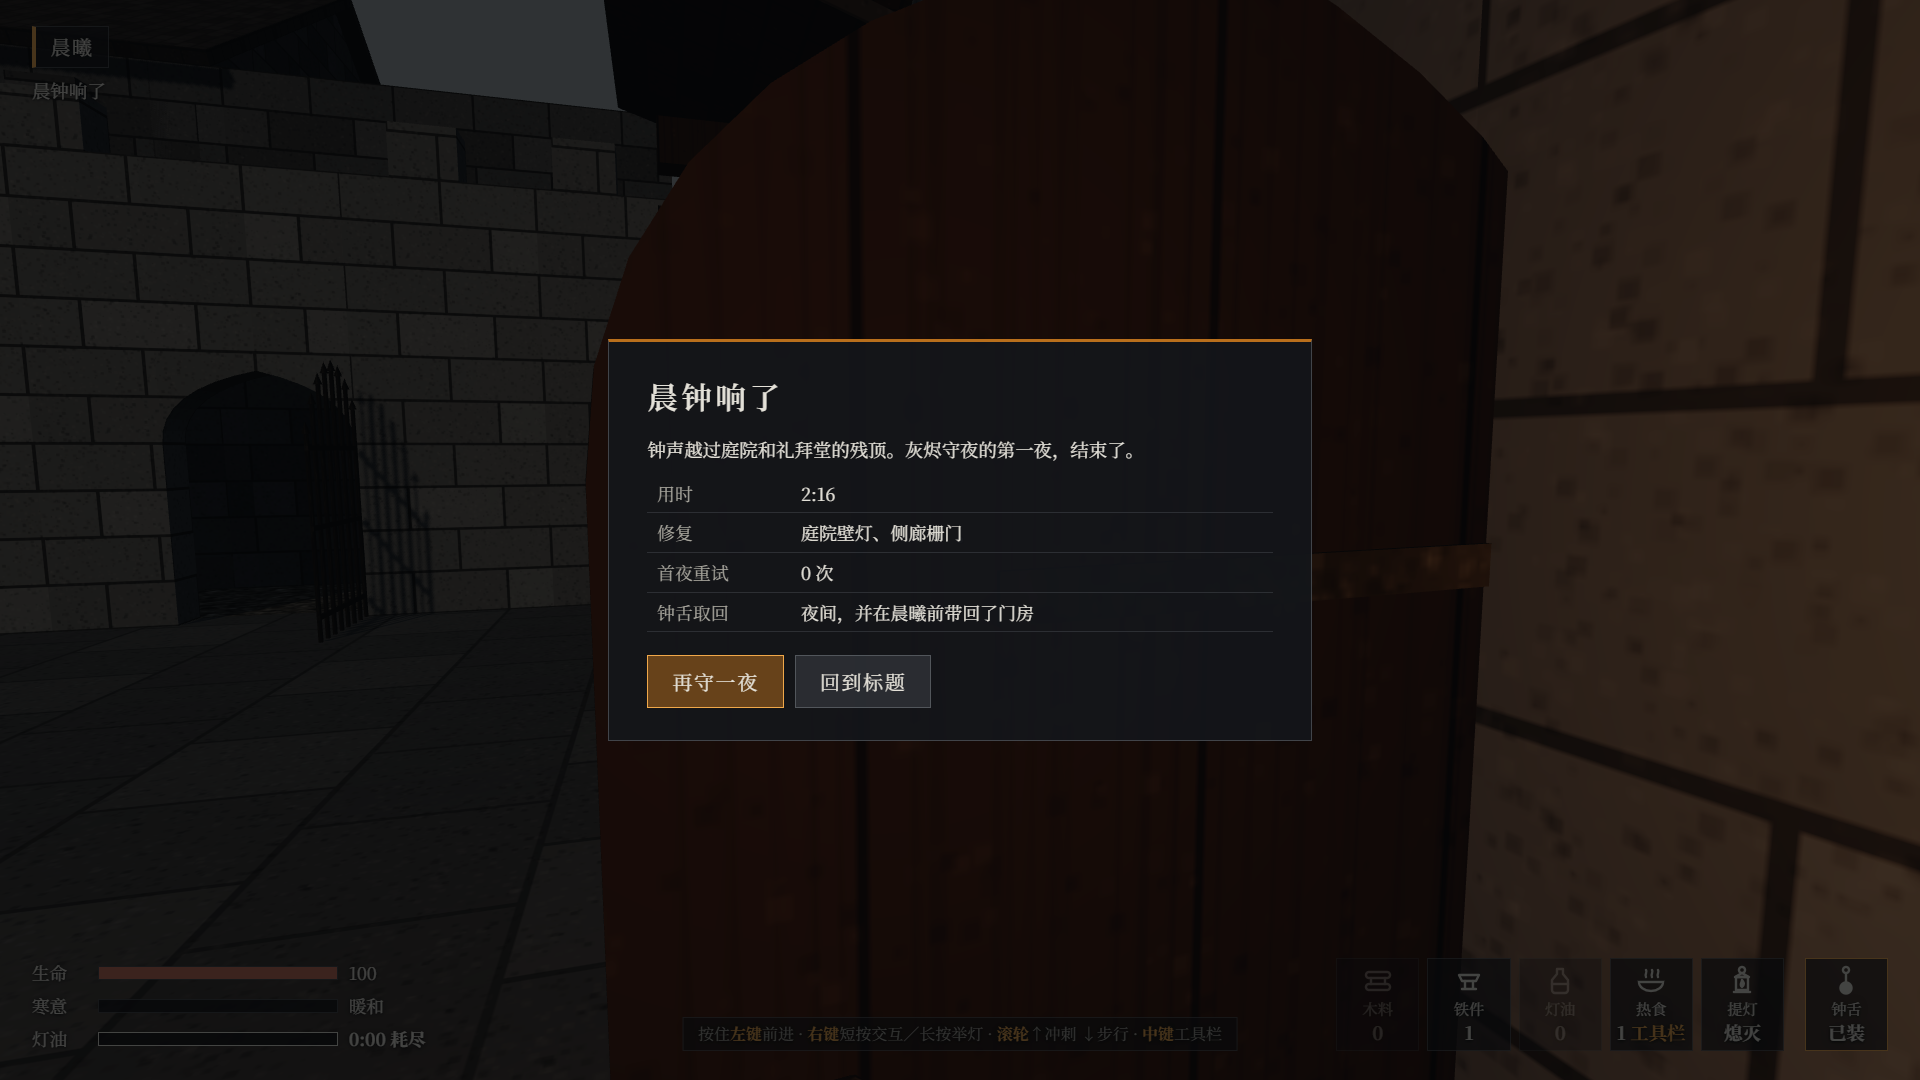 晨曦
晨钟响了
晨钟响了
钟声越过庭院和礼拜堂的残顶。灰烬守夜的第一夜，结束了。
用时 2:16
修复 庭院壁灯、侧廊栅门
首夜重试 0 次
钟舌取回 夜间，并在晨曦前带回了门房
再守一夜 回到标题
生命 100
寒意 暖和
灯油 0:00 耗尽
按住左键前进 · 右键短按交互／长按举灯 · 滚轮↑冲刺 ↓步行 · 中键工具栏
木料 铁件 灯油 热食 提灯 钟舌
0 1 0 1 工具栏 熄灭 已装